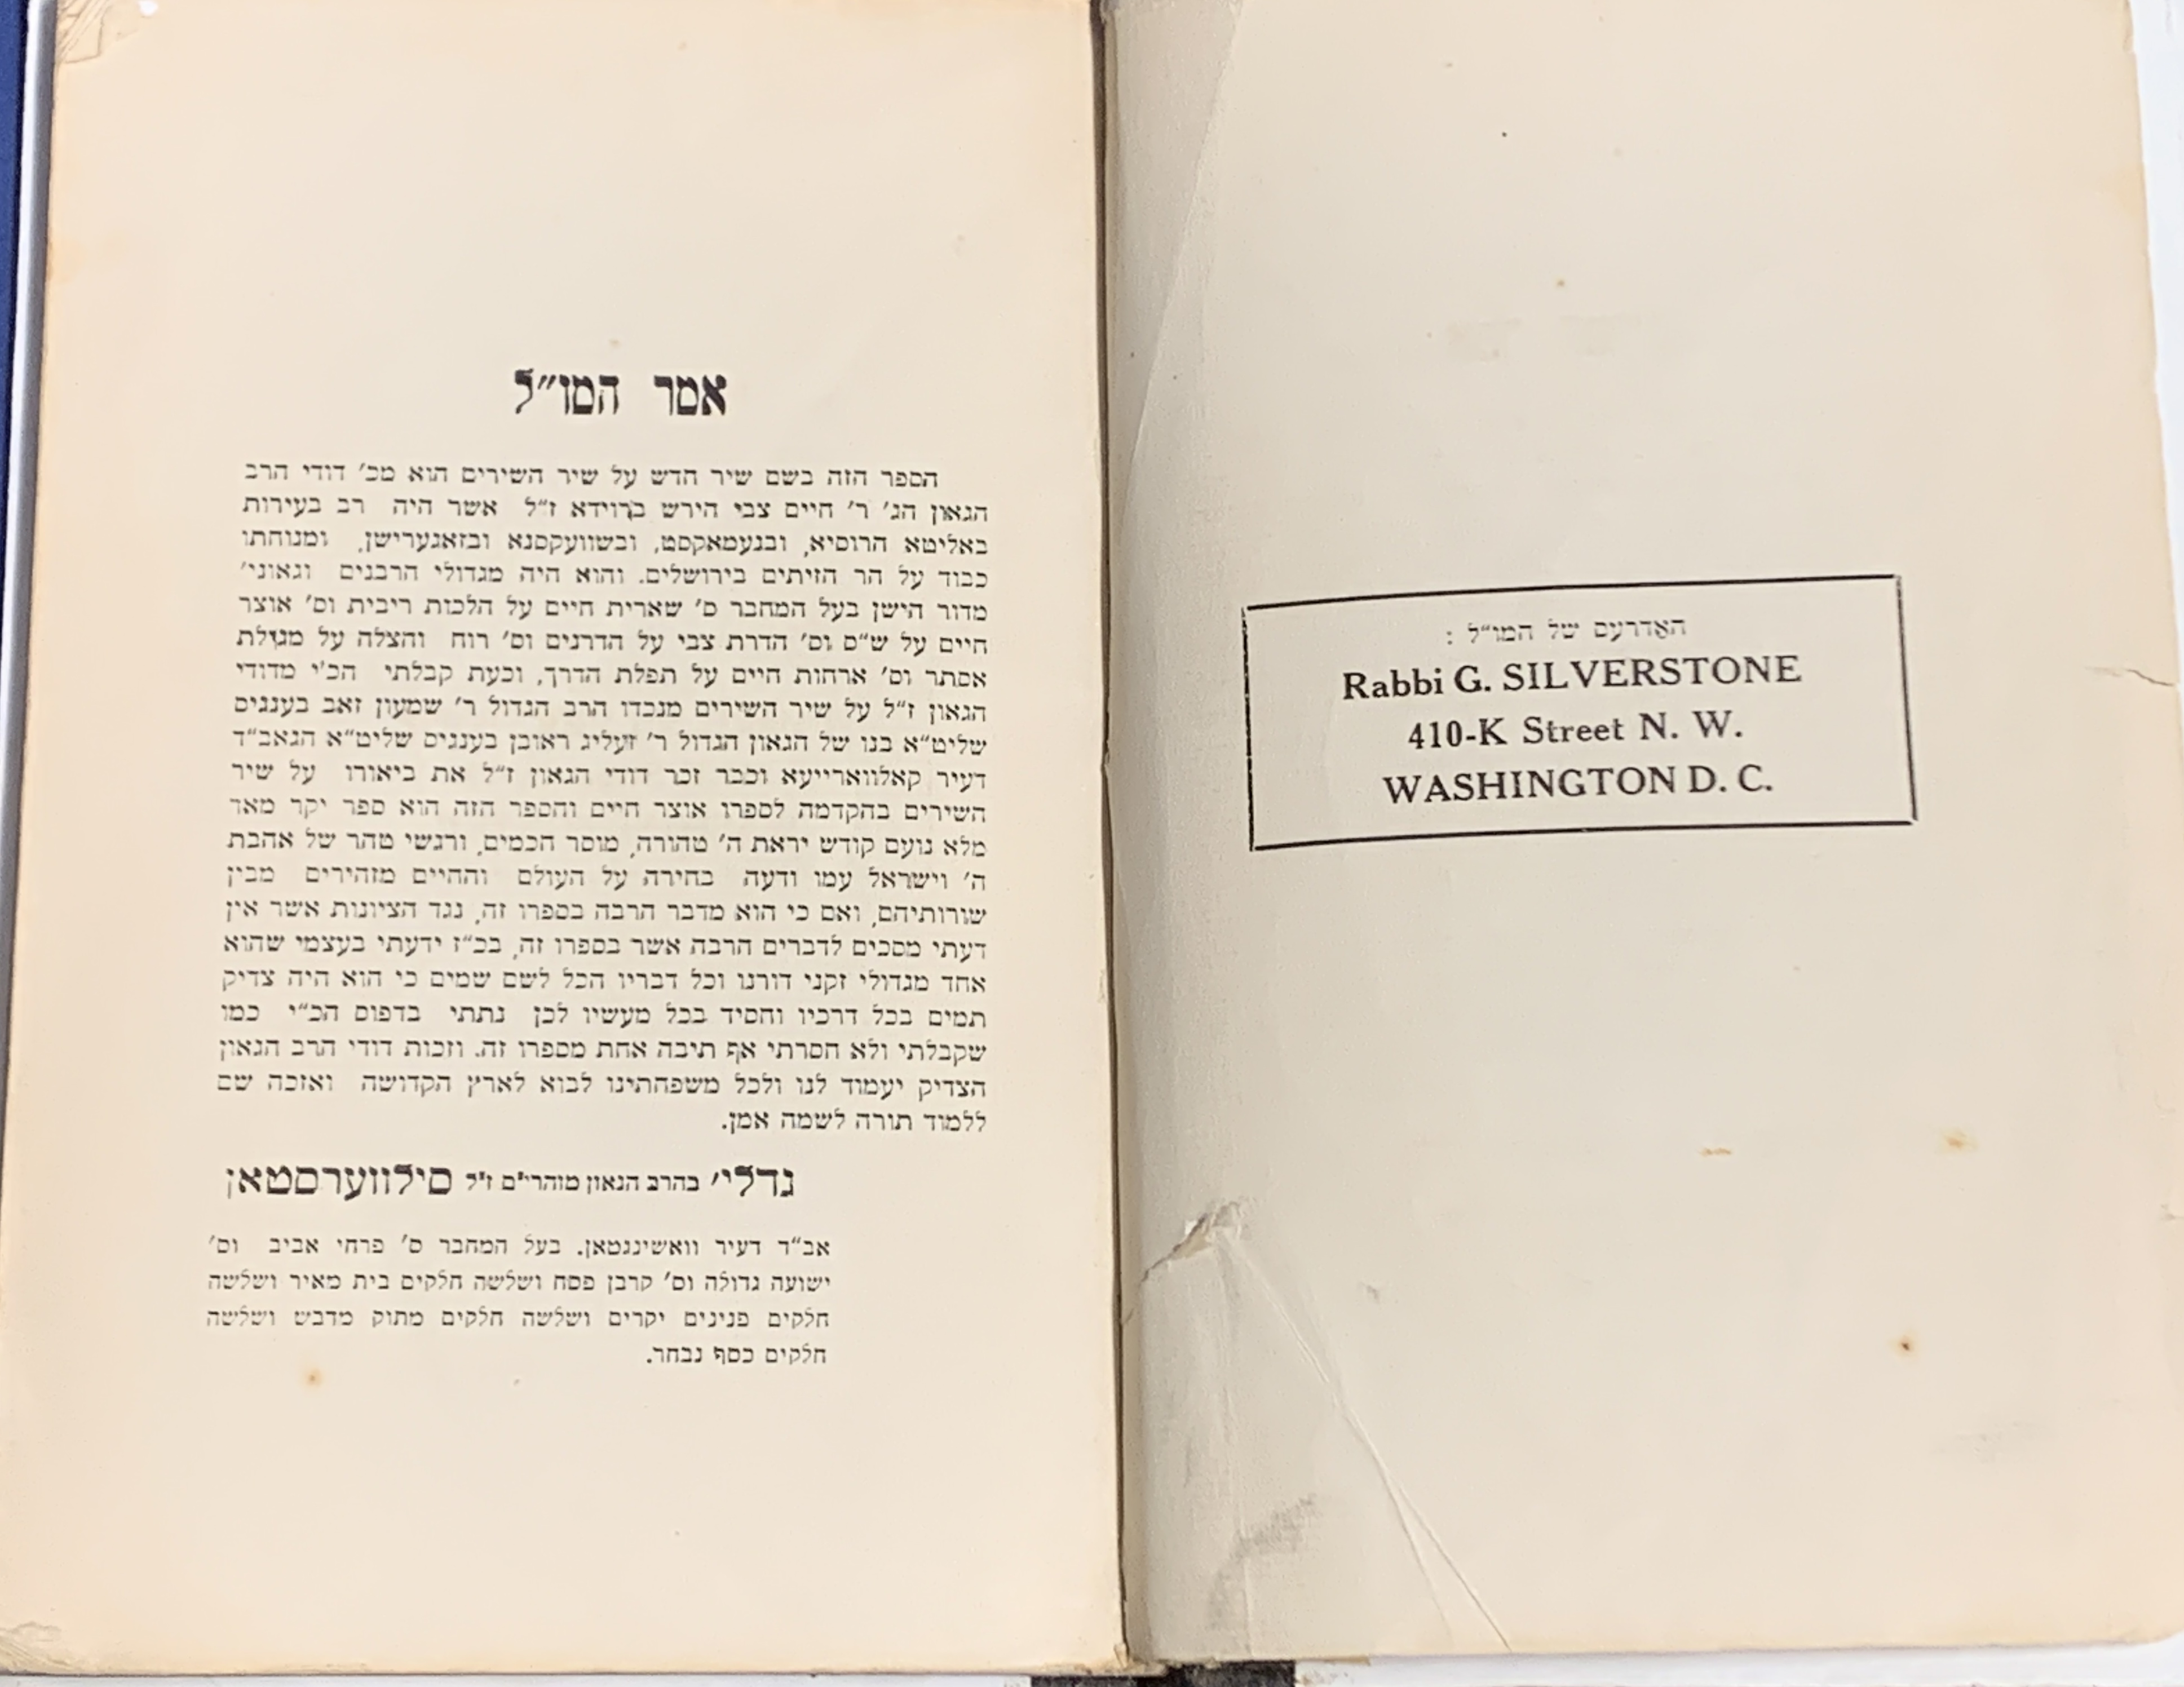 האדרעס של המו״ל :
Rabbi G. SILVERSTONE
410-K Street N. W.
WASHINGTON D. C.
אמר המו״ל
הספר הזה בשם שיר חדש על שיר השירים הוא מכ׳ דודי הרב
הגאון הג׳ ר׳ חיים צבי הירש ברוידא ז״ל אשר היה רב בעירות
באליטא הרוסיא, ובנעמאקסט, ובשוועקסנא ובזאגערישן, ומנוחתו
כבוד על הר הזיתים בירושלים. והוא היה מגדולי הרבנים וגאוני׳
מדור הישן בעל המחבר ס׳ שארית חיים על הלכות ריבית וס׳ אוצר
חיים על ש״ס וס׳ הדרת צבי על הדרנים וס׳ רוח והצלה על מגילת
אסתר וס׳ ארחות חיים על תפלת הדרך, וכעת קבלתי הכ״י מדודי
הגאון ז״ל על שיר השירים מנכדו הרב הגדול ר׳ שמעון זאב בענגיס
שליט״א בנו של הגאון הגדול ר׳ זעליג ראובן בענגיס שליט״א הגאב״ד
דעיר קאלווארייעא וכבר זכר דודי הגאון ז״ל את ביאורו על שיר
השירים בהקדמה לספרו אוצר חיים והספר הזה הוא ספר יקר מאד
מלא נועם קודש יראת ה׳ טהורה, מוסר חכמים, ורגשי טהר של אהבת
ה׳ וישראל עמו ודעה בחירה על העולם והחיים מזהירים מבין
שורותיהם, ואם כי הוא מדבר הרבה בספרו זה, נגד הציונות אשר אין
דעתי מסכים לדברים הרבה אשר בספרו זה, בכ״ז ידעתי בעצמי שהוא
אחד מגדולי זקני דורנו וכל דבריו הכל לשם שמים כי הוא היה צדיק
תמים בכל דרכיו וחסיד בכל מעשיו לכן נתתי בדפוס הכ״י כמו
שקבלתי ולא חסרתי אף תיבה אחת מספרו זה. וזכות דודי הרב הגאון
הצדיק יעמוד לנו ולכל משפחתינו לבוא לארץ הקדושה ואזכה שם
ללמוד תורה לשמה אמן.
גדלי׳ בהרב הגאון מוהרי״ם ז״ל סילווערסטאן
אב״ד דעיר וואשינגטאן. בעל המחבר ס׳ פרחי אביב וס׳
ישועה גדולה וס׳ קרבן פסח ושלשה חלקים בית מאיר ושלשה
חלקים פנינים יקרים ושלשה חלקים מתוק מדבש ושלשה
חלקים כסף נבחר.